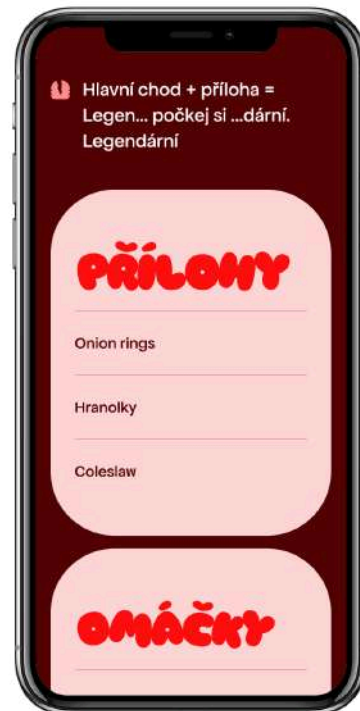 Hlavní chod + příloha =
Legen... počkej si ...dární.
Legendární
PŘÍLOHY
Onion rings
Hranolky
Coleslaw
OMÁČKY